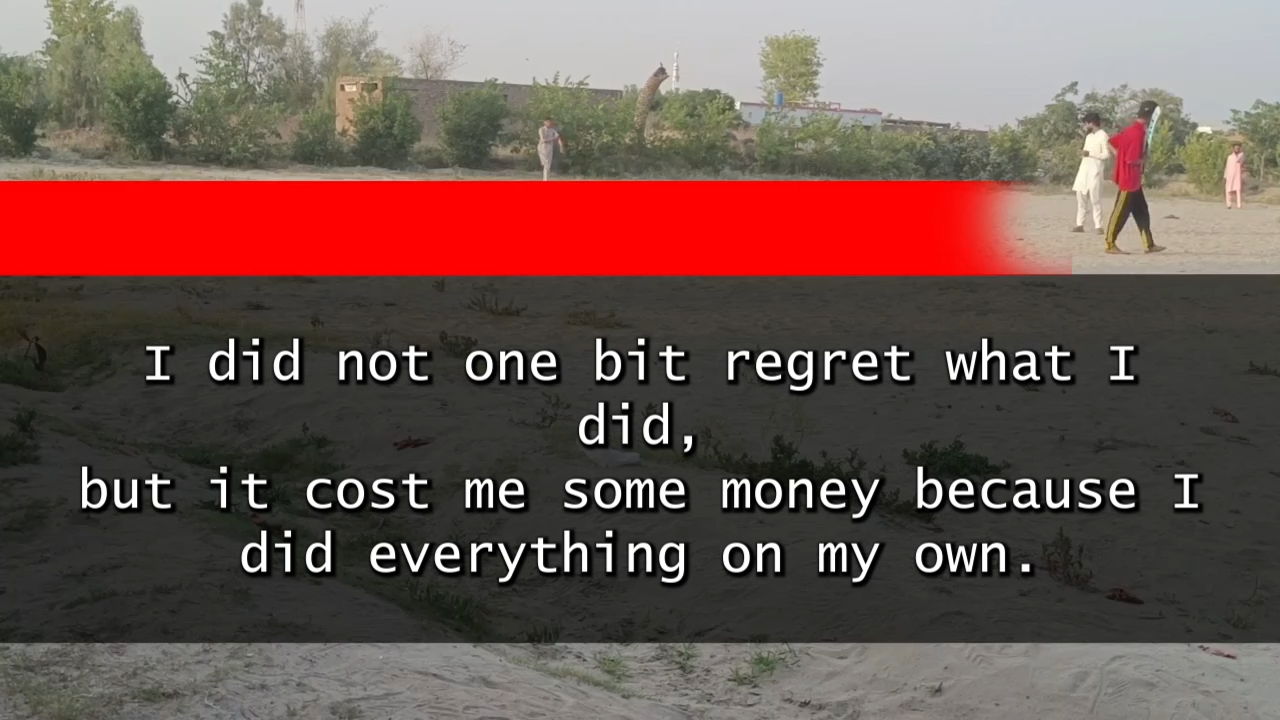 I did not one bit regret what I
did,
but it cost me some money because I
did everything on my own.